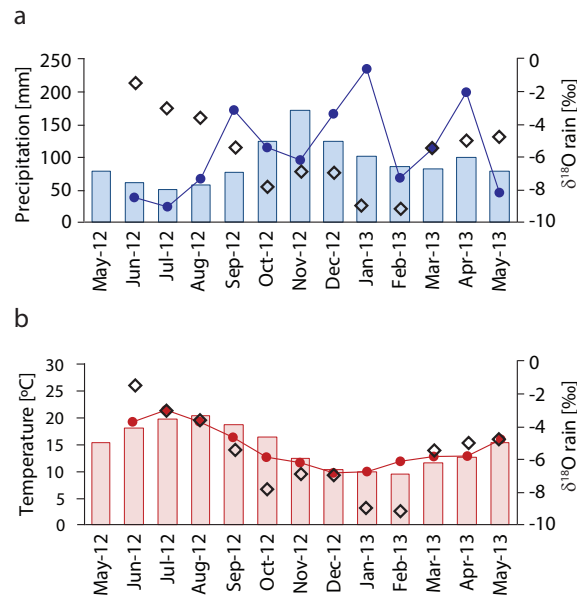 a
Precipitation [mm]
250
200
150
100
50
0
0
-2
-4
-6
-8
-10
δ¹⁸O rain [‰]
May-12
Jun-12
Jul-12
Aug-12
Sep-12
Oct-12
Nov-12
Dec-12
Jan-13
Feb-13
Mar-13
Apr-13
May-13
b
Temperature [ºC]
30
25
20
15
10
5
0
0
-2
-4
-6
-8
-10
δ¹⁸O rain [‰]
May-12
Jun-12
Jul-12
Aug-12
Sep-12
Oct-12
Nov-12
Dec-12
Jan-13
Feb-13
Mar-13
Apr-13
May-13